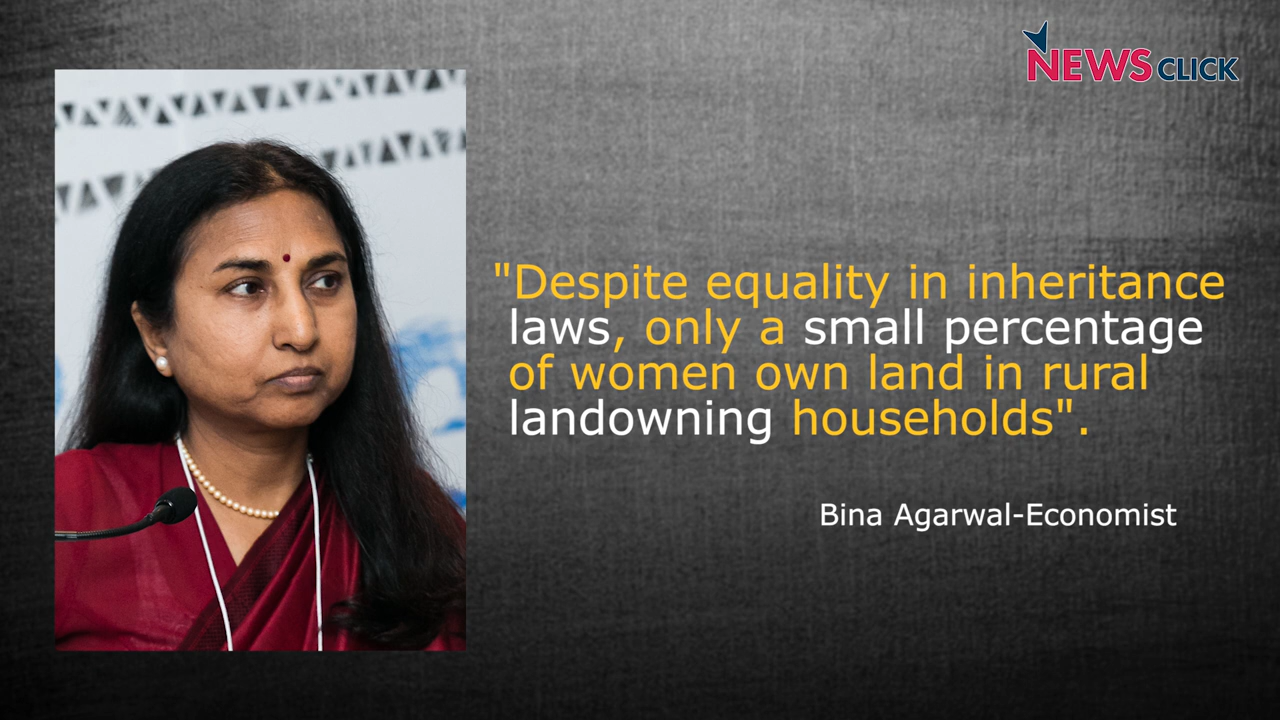 NEWSCLICK
"Despite equality in inheritance
laws, only a small percentage
of women own land in rural
landowning households".
Bina Agarwal-Economist